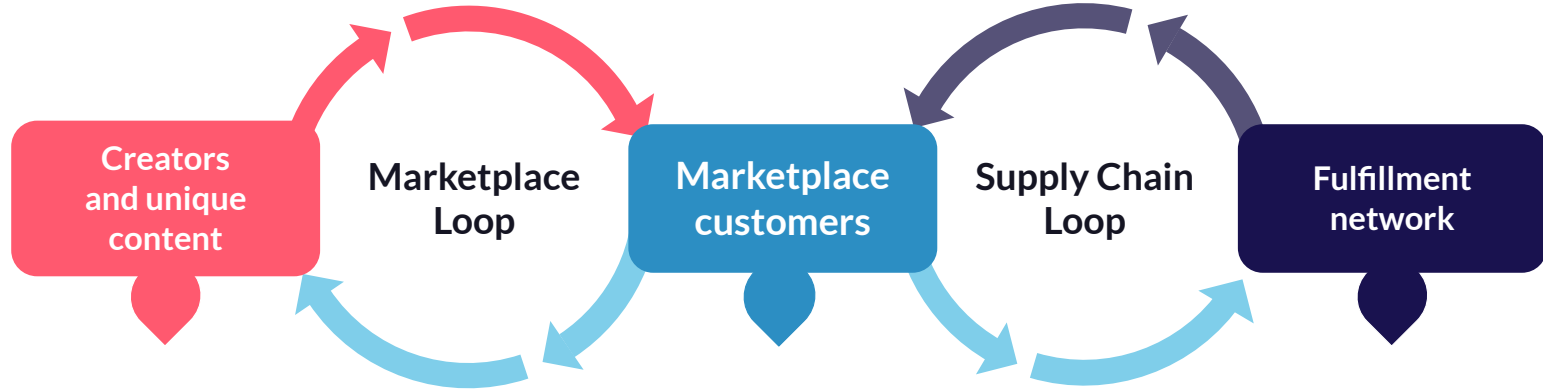 Creators
and unique
content
Marketplace
Loop
Marketplace
customers
Supply Chain
Loop
Fulfillment
network